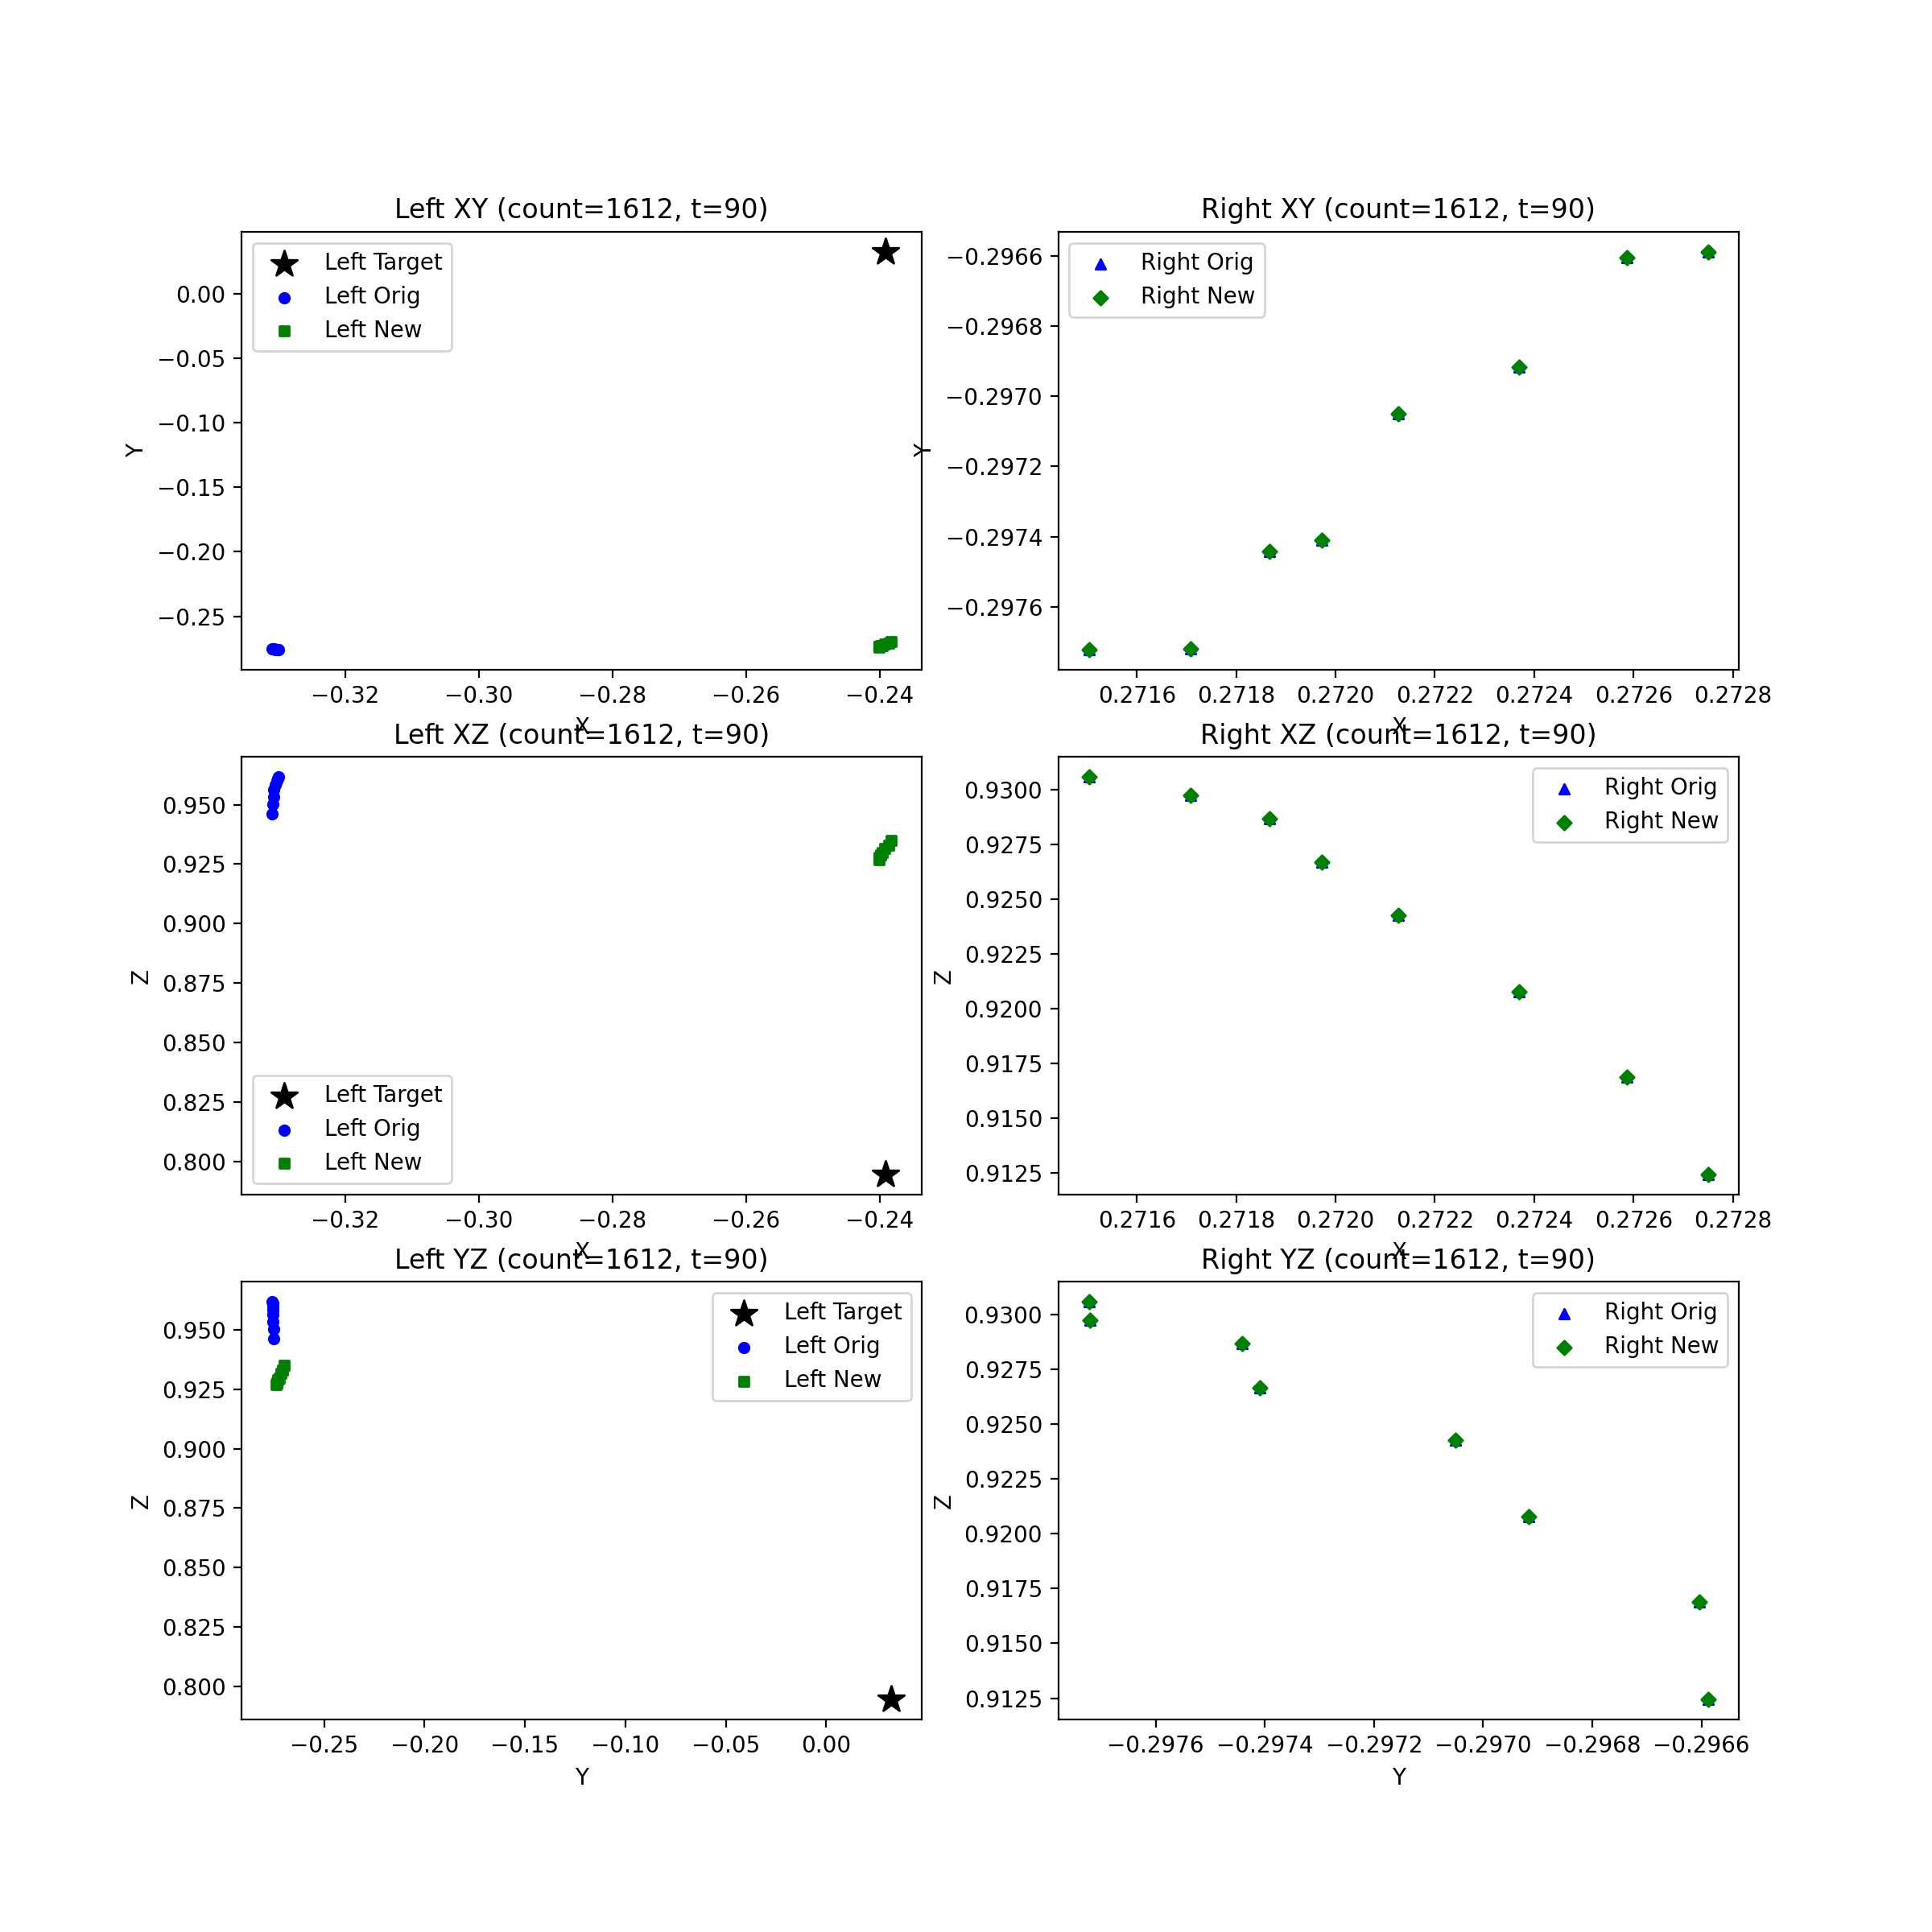 Left XY (count=1612, t=90)
Left Target
Left Orig
Left New
0.00
−0.05
−0.10
−0.15
−0.20
−0.25
Y
−0.32 −0.30 −0.28 −0.26 −0.24
X
Right XY (count=1612, t=90)
Right Orig
Right New
−0.2966
−0.2968
−0.2970
−0.2972
−0.2974
−0.2976
Y
0.2716 0.2718 0.2720 0.2722 0.2724 0.2726 0.2728
X
Left XZ (count=1612, t=90)
0.950
0.925
0.900
0.875
0.850
0.825
0.800
Z
Left Target
Left Orig
Left New
−0.32 −0.30 −0.28 −0.26 −0.24
X
Right XZ (count=1612, t=90)
Right Orig
Right New
0.9300
0.9275
0.9250
0.9225
0.9200
0.9175
0.9150
0.9125
Z
0.2716 0.2718 0.2720 0.2722 0.2724 0.2726 0.2728
X
Left YZ (count=1612, t=90)
Left Target
Left Orig
Left New
0.950
0.925
0.900
0.875
0.850
0.825
0.800
Z
−0.25 −0.20 −0.15 −0.10 −0.05 0.00
Y
Right YZ (count=1612, t=90)
Right Orig
Right New
0.9300
0.9275
0.9250
0.9225
0.9200
0.9175
0.9150
0.9125
Z
−0.2976 −0.2974 −0.2972 −0.2970 −0.2968 −0.2966
Y